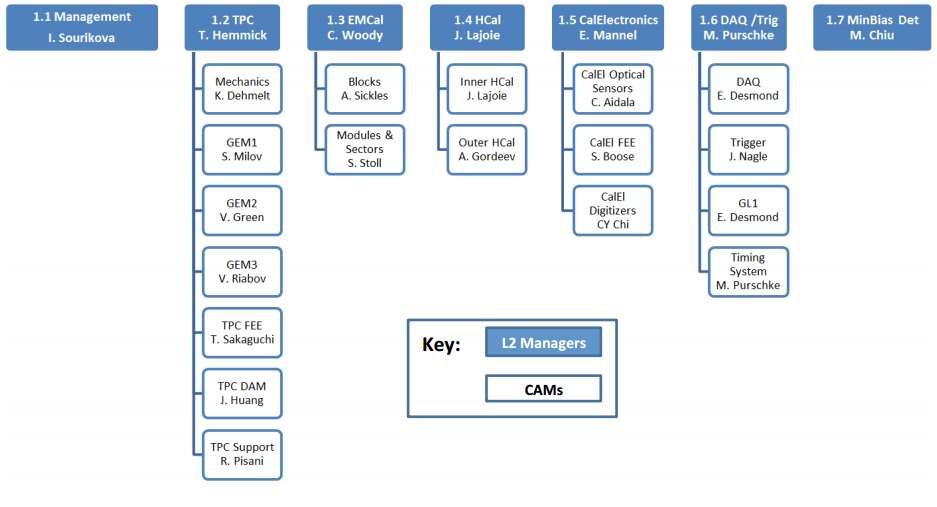 1.1 Management
I. Sourikova
1.2 TPC
T. Hemmick
Mechanics
K. Dehmelt
GEM1
S. Milov
GEM2
V. Green
GEM3
V. Riabov
TPC FEE
T. Sakaguchi
TPC DAM
J. Huang
TPC Support
R. Pisani
1.3 EMCal
C. Woody
Blocks
A. Sickles
Modules &
Sectors
S. Stoll
1.4 HCal
J. Lajoie
Inner HCal
J. Lajoie
Outer HCal
A. Gordeev
1.5 CalElectronics
E. Mannel
CalEl Optical
Sensors
C. Aidala
CalEl FEE
S. Boose
CalEl
Digitizers
CY Chi
1.6 DAQ /Trig
M. Purschke
DAQ
E. Desmond
Trigger
J. Nagle
GL1
E. Desmond
Timing
System
M. Purschke
1.7 MinBias Det
M. Chiu
Key:
L2 Managers
CAMs